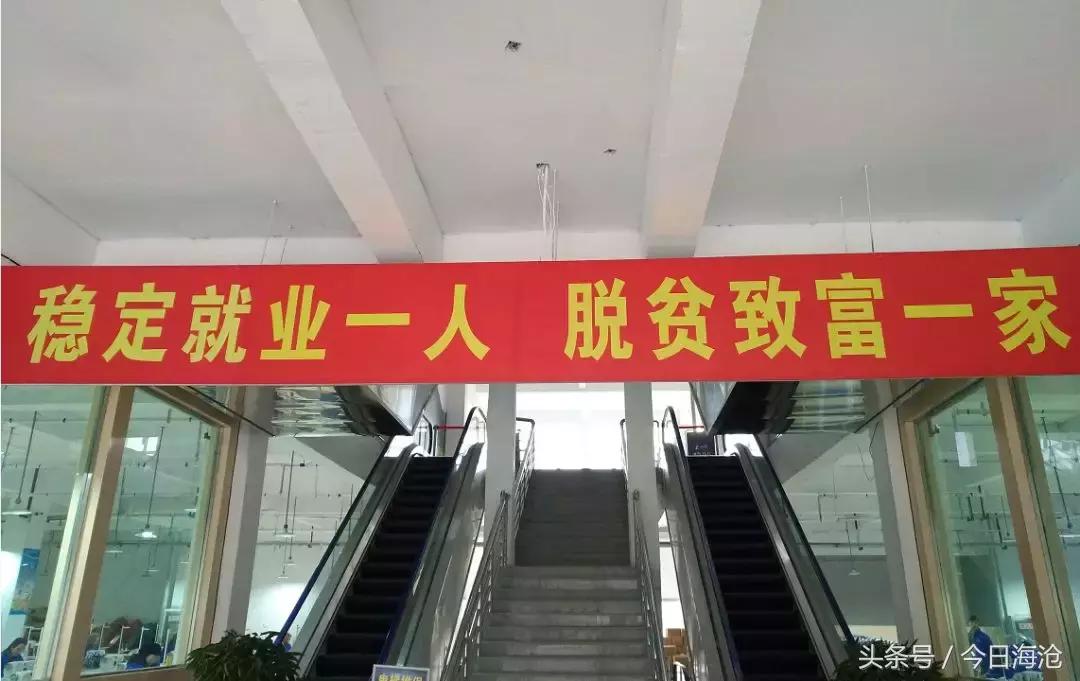 稳定就业一人 脱贫致富一家
头条号 / 今日海沧